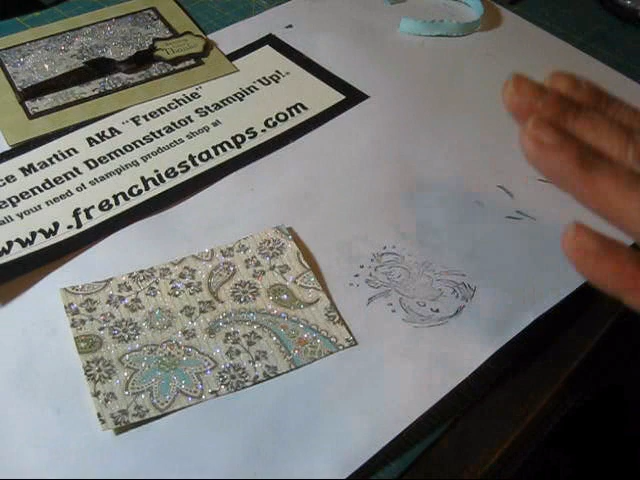 ce Martin AKA "Frenchie"
ependent Demonstrator Stampin'Up!®
all your need of stamping products shop at
www.frenchiestamps.com